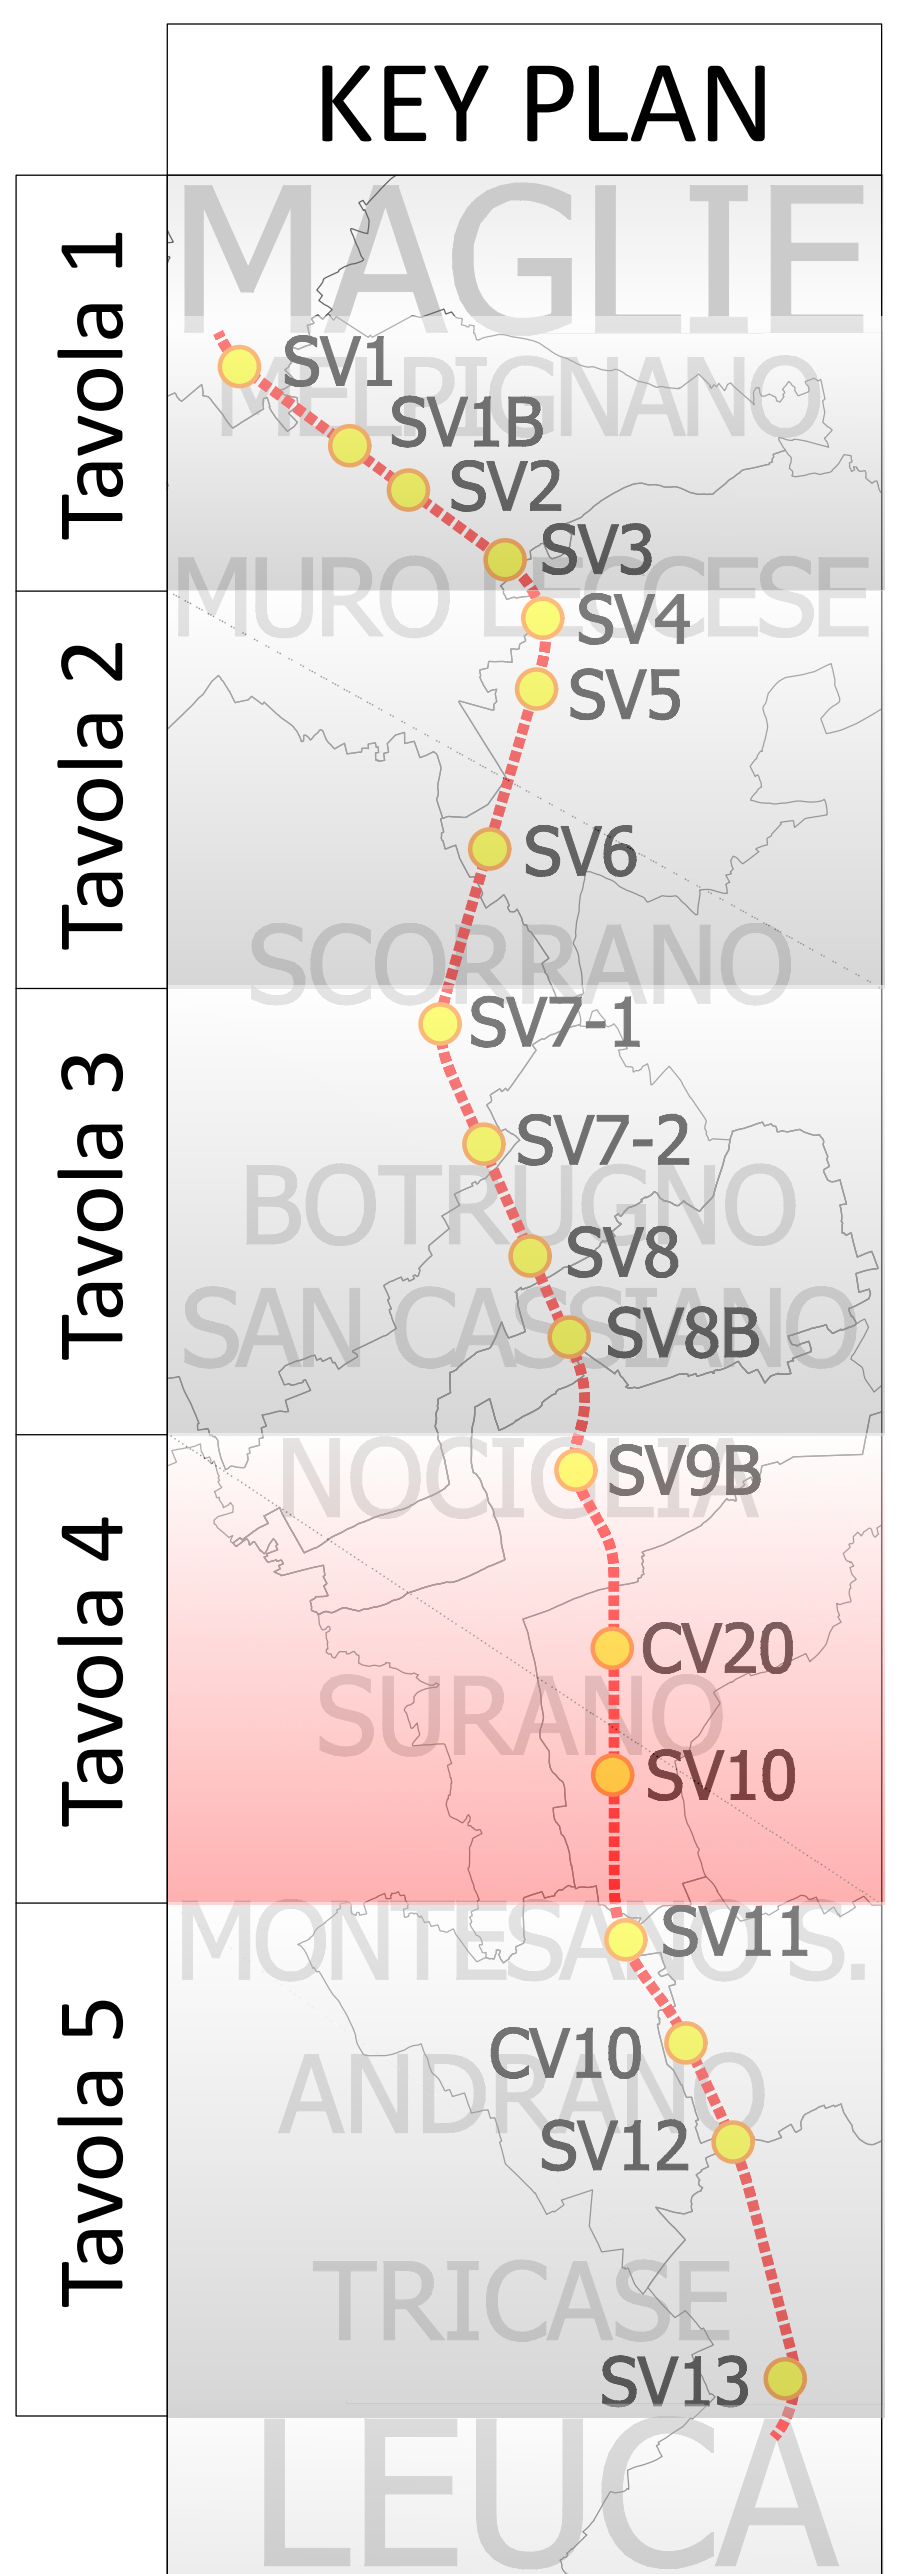 KEY PLAN
Tavola 1
MAGLIE
SV1
MELPIGNANO
SV1B
SV2
SV3
MURO LECCESE
Tavola 2
SV4
SV5
SV6
SCORRANO
Tavola 3
SV7-1
SV7-2
BOTRUGNO
SV8
SAN CASSIANO
SV8B
Tavola 4
NOCIGLIA
SV9B
CV20
SURANO
SV10
Tavola 5
MONTESANO S.
SV11
CV10
ANDRANO
SV12
TRICASE
SV13
LEUCA